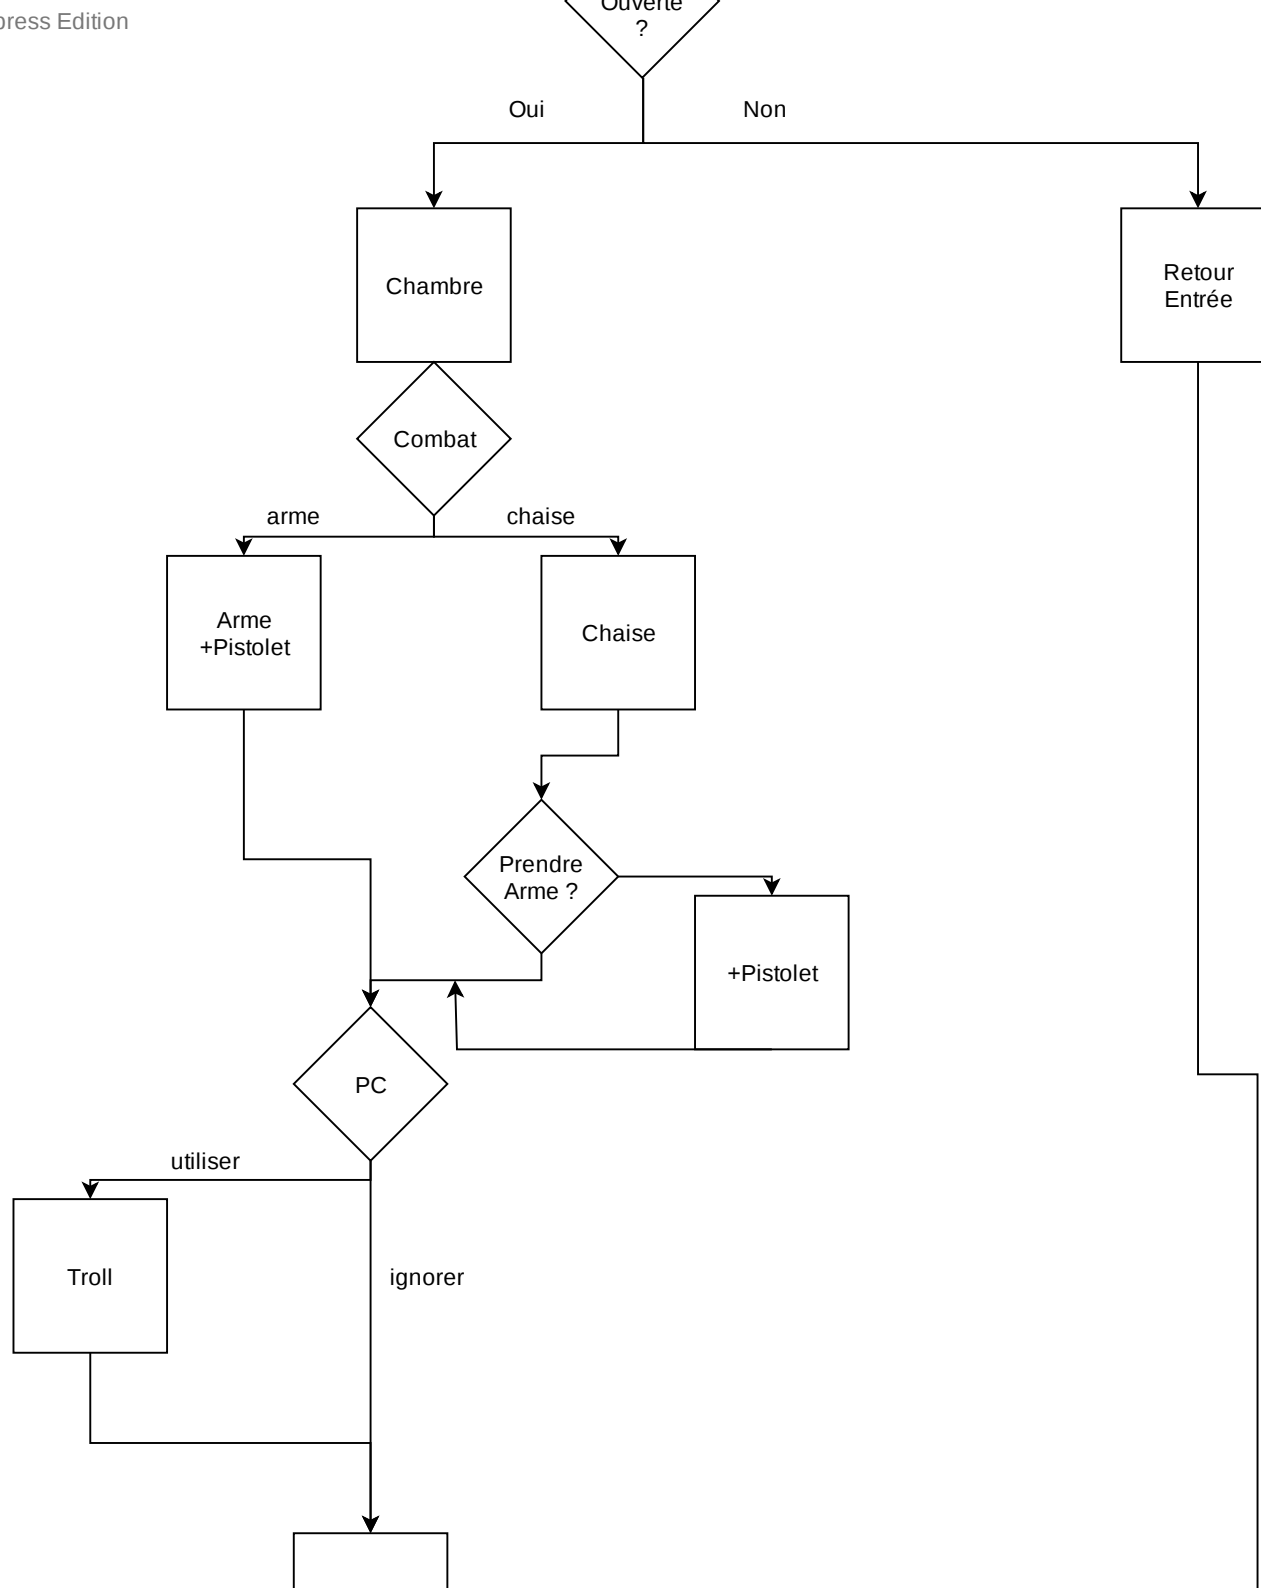 Ouverte
?
press Edition
Oui
Non
Chambre
Retour
Entrée
Combat
arme
chaise
Arme
+Pistolet
Chaise
Prendre
Arme ?
+Pistolet
PC
utiliser
Troll
ignorer